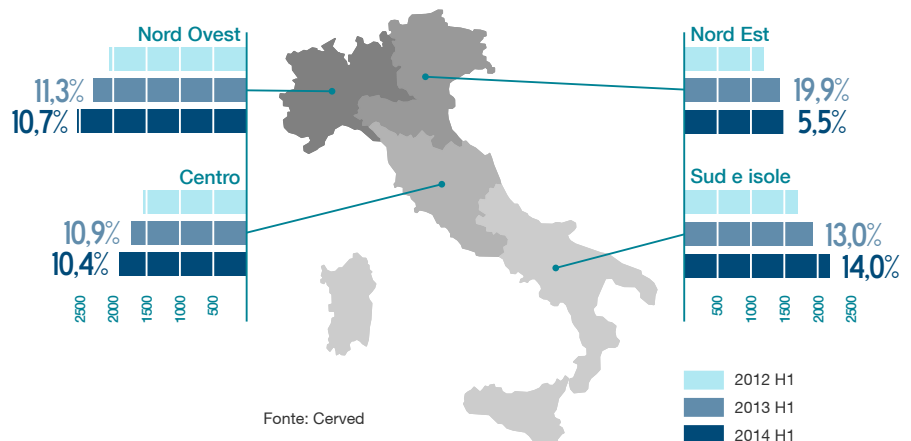 Nord Ovest
11,3%
10,7%
Nord Est
19,9%
5,5%
Centro
10,9%
10,4%
2500 2000 1500 1000 500
Sud e isole
13,0%
14,0%
500 1000 1500 2000 2500
2012 H1
2013 H1
2014 H1
Fonte: Cerved